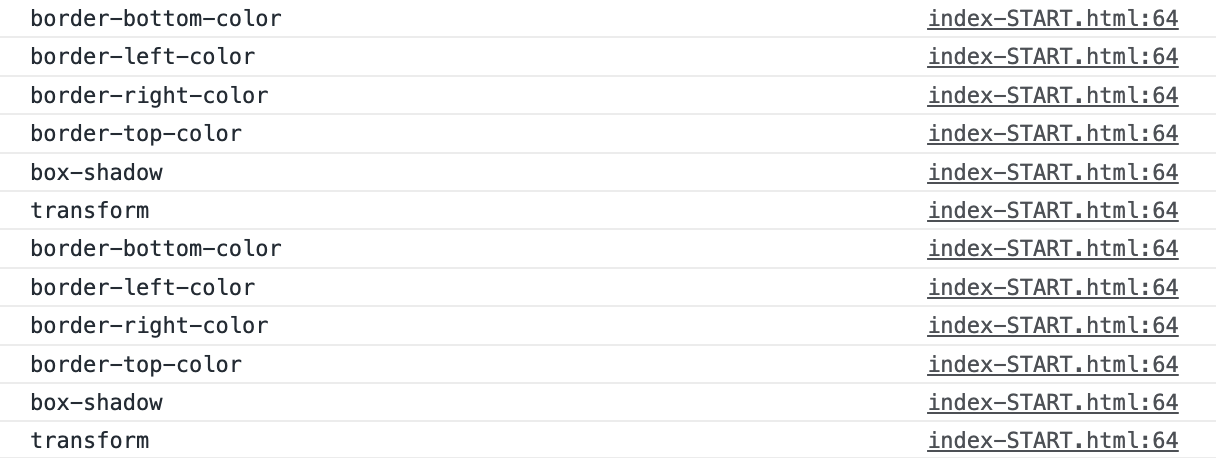 border-bottom-color index-START.html:64
border-left-color index-START.html:64
border-right-color index-START.html:64
border-top-color index-START.html:64
box-shadow index-START.html:64
transform index-START.html:64
border-bottom-color index-START.html:64
border-left-color index-START.html:64
border-right-color index-START.html:64
border-top-color index-START.html:64
box-shadow index-START.html:64
transform index-START.html:64